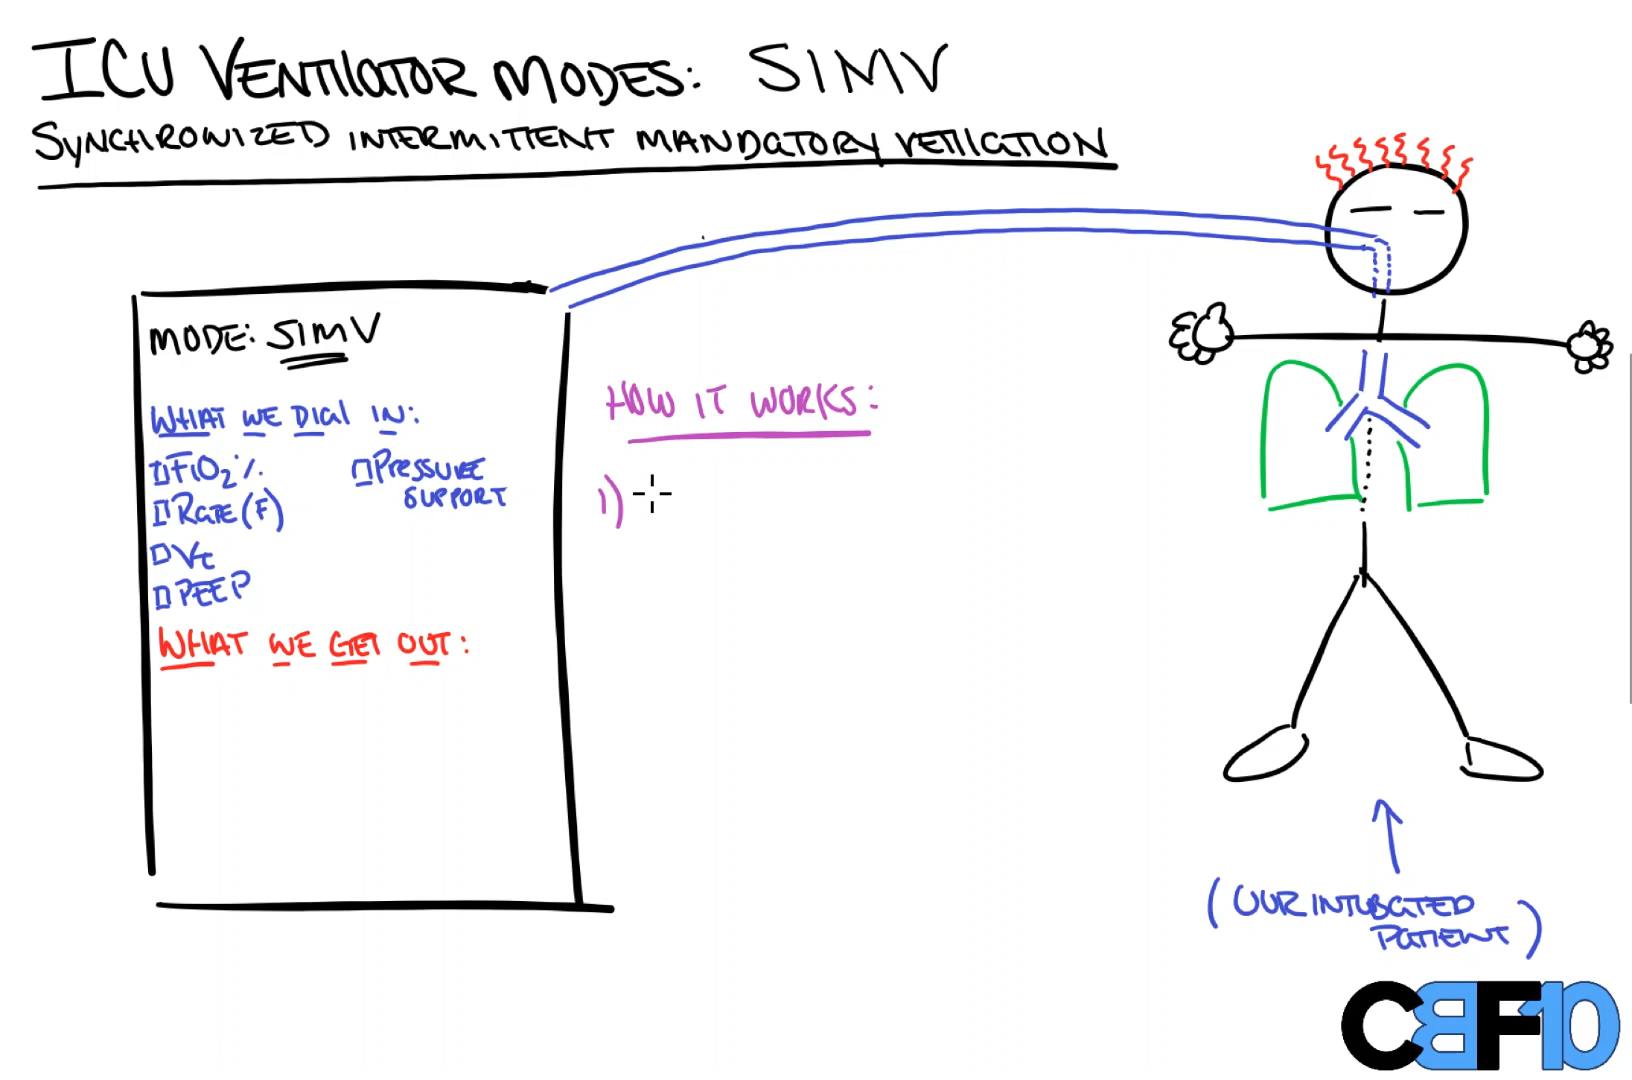 ICU VENTILATOR MODES: SIMV
SYNCHROWIZED INTERMITTENT MANDATORY VETILATION
MODE: SIMV
WHAT WE DIAL IN:
FIO2 %
RATE (F)
Vt
PEEP
PRESSURE
SUPPORT
WHAT WE GET OUT:
HOW IT WORKS:
1)
(OUR INTUBATED
PATIENT)
CBF10